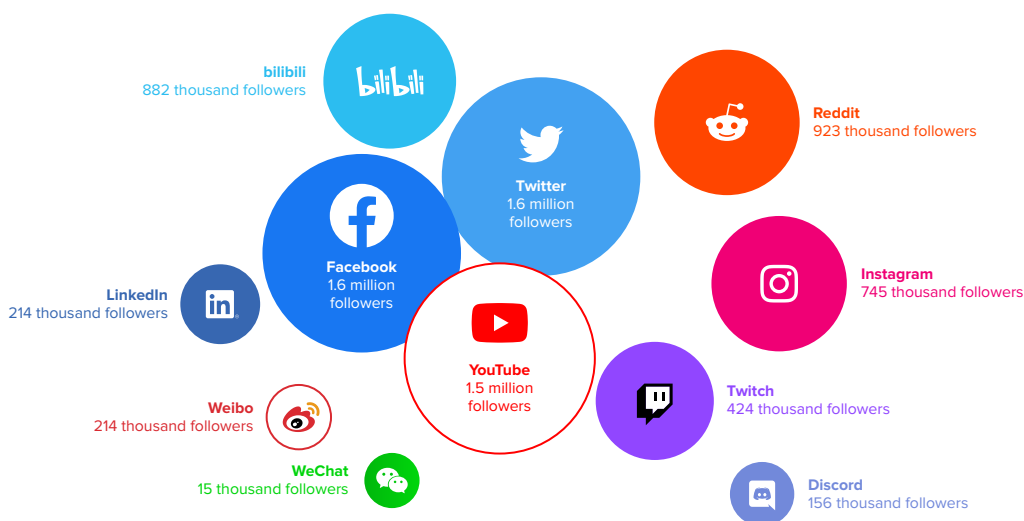 bilibili
882 thousand followers
bilibili
Reddit
923 thousand followers
Twitter
1.6 million
followers
Facebook
1.6 million
followers
Instagram
745 thousand followers
LinkedIn
214 thousand followers
in
YouTube
1.5 million
followers
Twitch
424 thousand followers
Weibo
214 thousand followers
WeChat
15 thousand followers
Discord
156 thousand followers